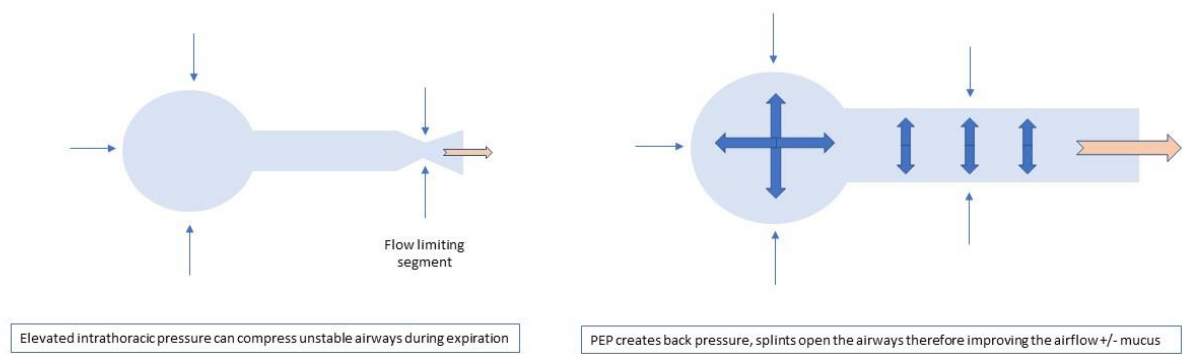 Flow limiting
segment
Elevated intrathoracic pressure can compress unstable airways during expiration
PEP creates back pressure, splints open the airways therefore improving the airflow +/- mucus